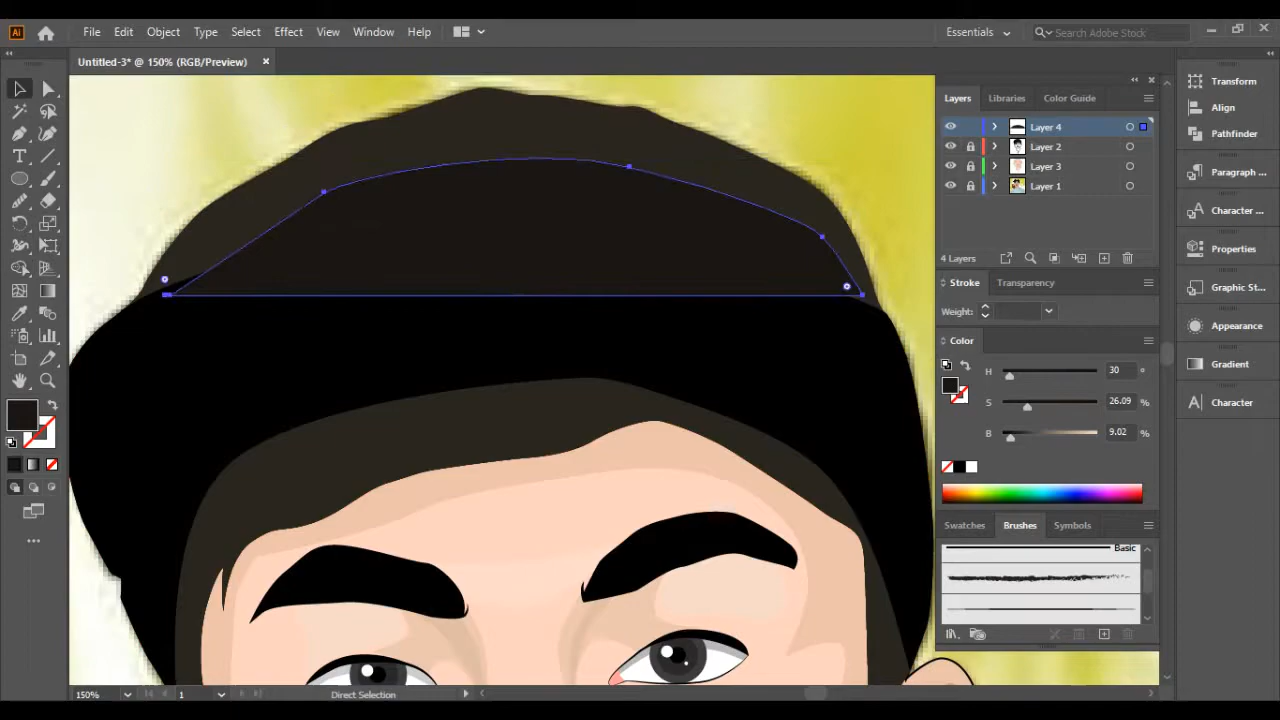 Ai File Edit Object Type Select Effect View Window Help Essentials Search Adobe Stock
Untitled-3* @ 150% (RGB/Preview)
Layers Libraries Color Guide
Layer 4
Layer 2
Layer 3
Layer 1
4 Layers
Stroke Transparency
Weight:
Color
H 30 °
S 26.09 %
B 9.02 %
Swatches Brushes Symbols
Basic
Transform
Align
Pathfinder
Paragraph ...
Character ...
Properties
Graphic St...
Appearance
Gradient
A Character
150% 1 Direct Selection